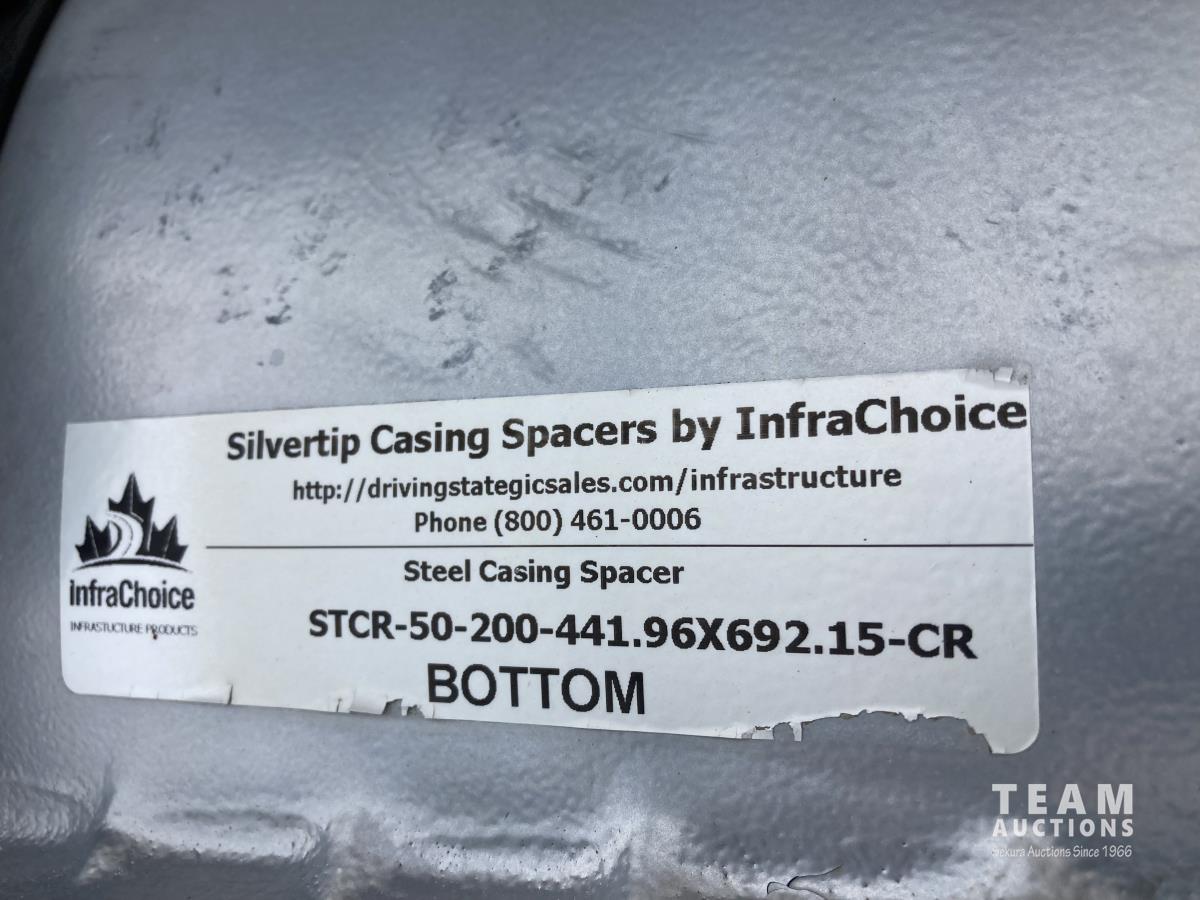 Silvertip Casing Spacers by InfraChoice
http://drivingstategicsales.com/infrastructure
Phone (800) 461-0006
InfraChoice
INFRASTUCTURE PRODUCTS
Steel Casing Spacer
STCR-50-200-441.96X692.15-CR
BOTTOM
TEAM
AUCTIONS
Auctions Since 1966